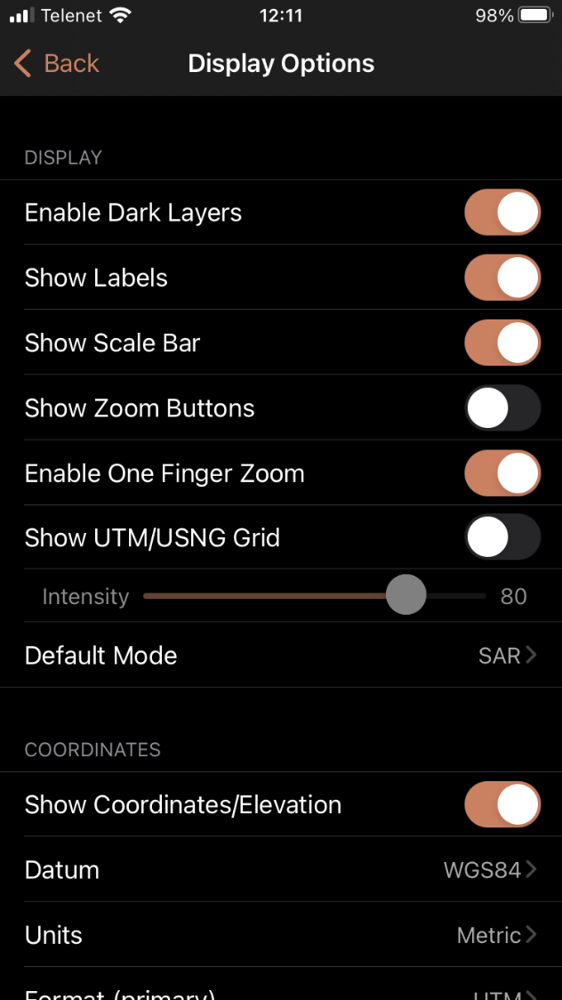 Telenet 12:11 98%
Back Display Options
DISPLAY
Enable Dark Layers
Show Labels
Show Scale Bar
Show Zoom Buttons
Enable One Finger Zoom
Show UTM/USNG Grid
Intensity 80
Default Mode SAR
COORDINATES
Show Coordinates/Elevation
Datum WGS84
Units Metric
Format (primary) UTM